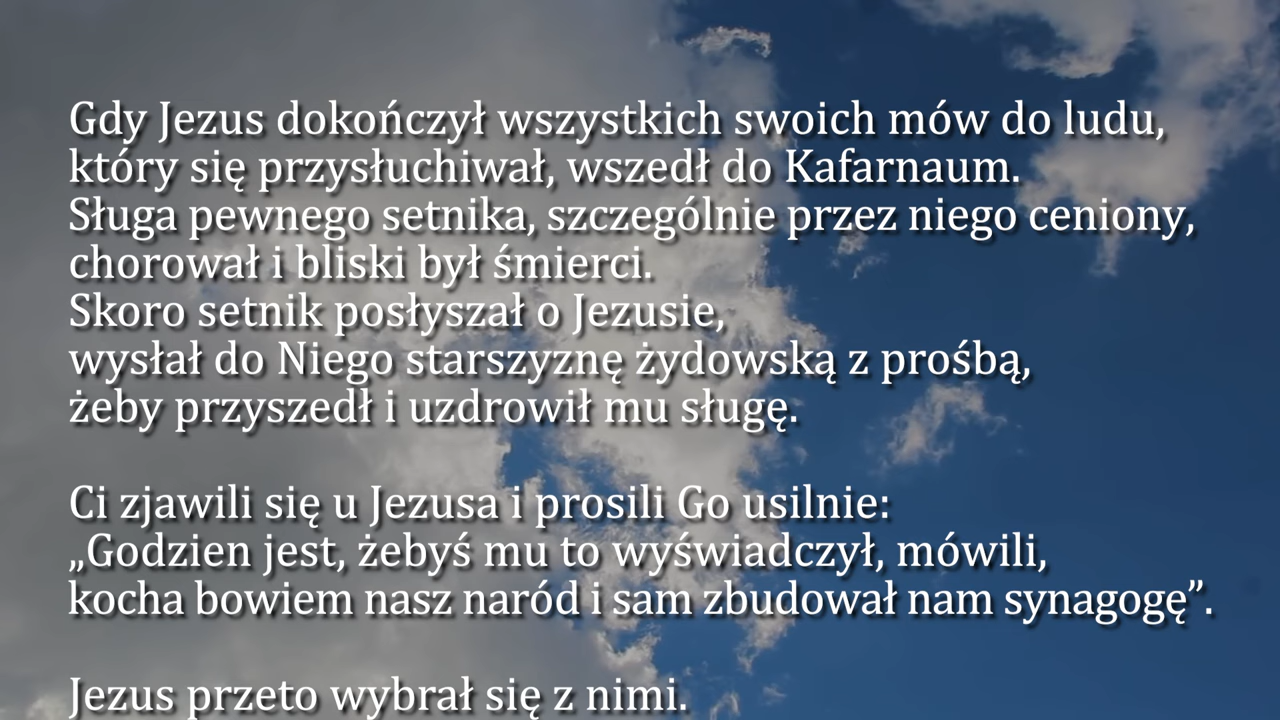 Gdy Jezus dokończył wszystkich swoich mów do ludu,
który się przysłuchiwał, wszedł do Kafarnaum.
Sługa pewnego setnika, szczególnie przez niego ceniony,
chorował i bliski był śmierci.
Skoro setnik posłyszał o Jezusie,
wysłał do Niego starszyznę żydowską z prośbą,
żeby przyszedł i uzdrowił mu sługę.
Ci zjawili się u Jezusa i prosili Go usilnie:
„Godzien jest, żebyś mu to wyświadczył, mówili,
kocha bowiem nasz naród i sam zbudował nam synagogę”.
Jezus przeto wybrał się z nimi.